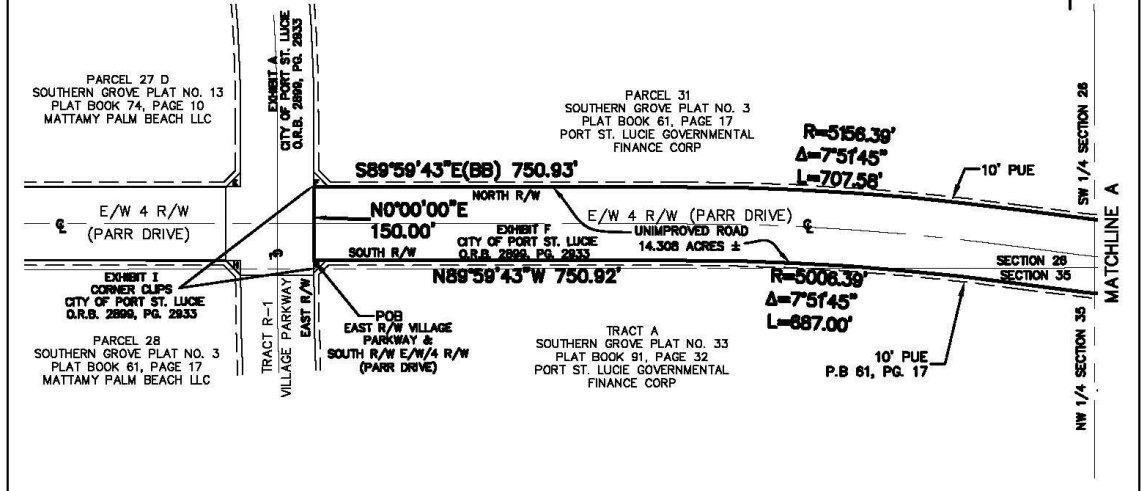 PARCEL 27 D
SOUTHERN GROVE PLAT NO. 13
PLAT BOOK 74, PAGE 10
MATTAMY PALM BEACH LLC
EXHIBIT A
CITY OF PORT ST. LUCIE
O.R.B. 2899, PG. 2933
PARCEL 31
SOUTHERN GROVE PLAT NO. 3
PLAT BOOK 61, PAGE 17
PORT ST. LUCIE GOVERNMENTAL
FINANCE CORP
R=5156.39'
Δ=7°51'45"
L=707.58'
10' PUE
SW 1/4 SECTION 26
MATCHLINE A
S89°59'43"E(BB) 750.93'
NORTH R/W
E/W 4 R/W
(PARR DRIVE)
N0°00'00"E
150.00'
E/W 4 R/W (PARR DRIVE)
UNIMPROVED ROAD
14.308 ACRES ±
EXHIBIT F
CITY OF PORT ST. LUCIE
O.R.B. 2899, PG. 2933
SOUTH R/W
SECTION 26
SECTION 35
N89°59'43"W 750.92'
R=5006.39'
Δ=7°51'45"
L=687.00'
EXHIBIT I
CORNER CLIPS
CITY OF PORT ST. LUCIE
O.R.B. 2899, PG. 2933
PARCEL 28
SOUTHERN GROVE PLAT NO. 3
PLAT BOOK 61, PAGE 17
MATTAMY PALM BEACH LLC
TRACT R-1
VILLAGE PARKWAY
EAST R/W
POB
EAST R/W VILLAGE
PARKWAY &
SOUTH R/W E/W/4 R/W
(PARR DRIVE)
TRACT A
SOUTHERN GROVE PLAT NO. 33
PLAT BOOK 91, PAGE 32
PORT ST. LUCIE GOVERNMENTAL
FINANCE CORP
10' PUE
P.B 61, PG. 17
NW 1/4 SECTION 35